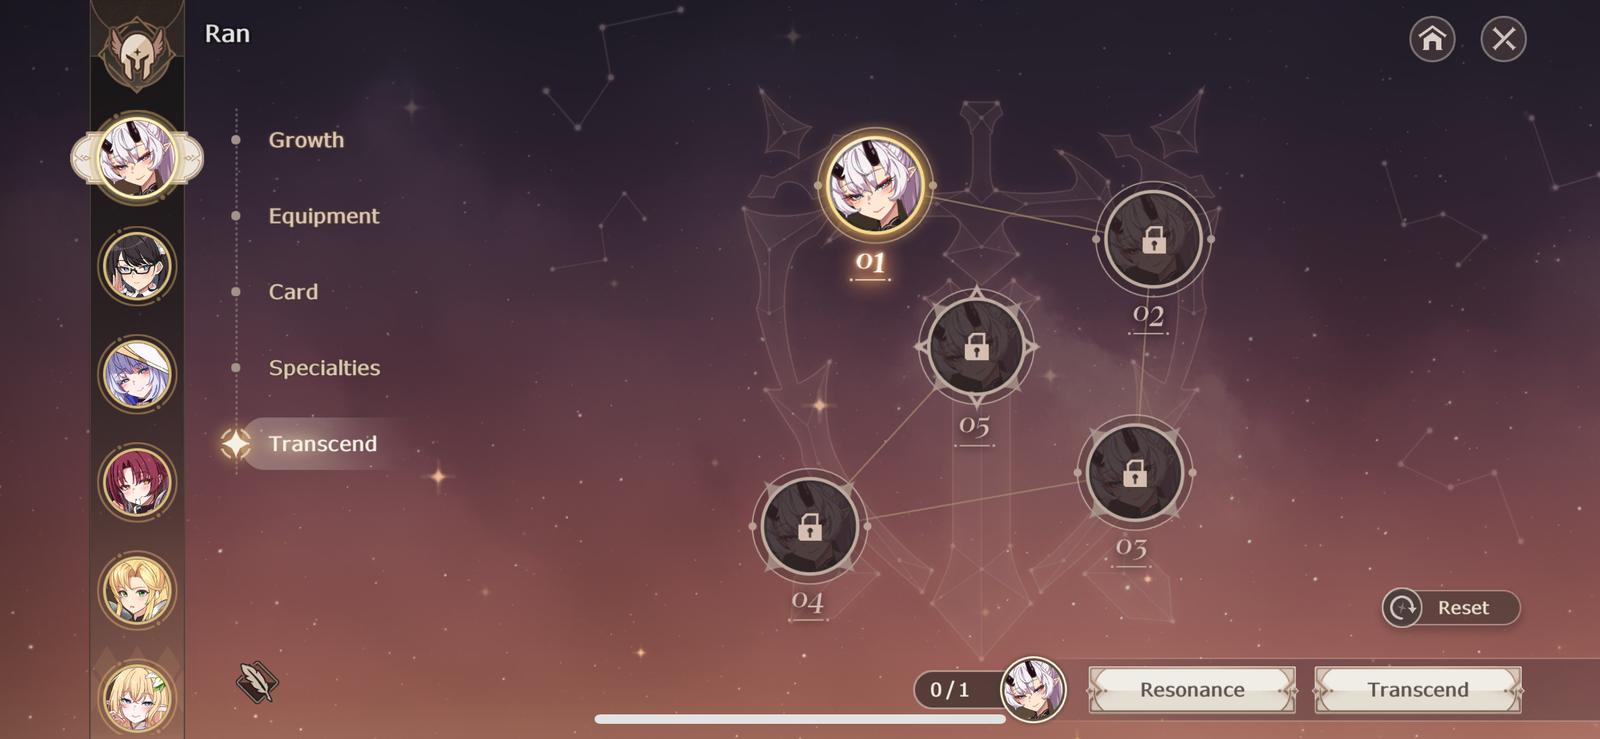 Ran
Growth
Equipment
Card
Specialties
Transcend
01
02
05
03
04
Reset
0/1
Resonance
Transcend